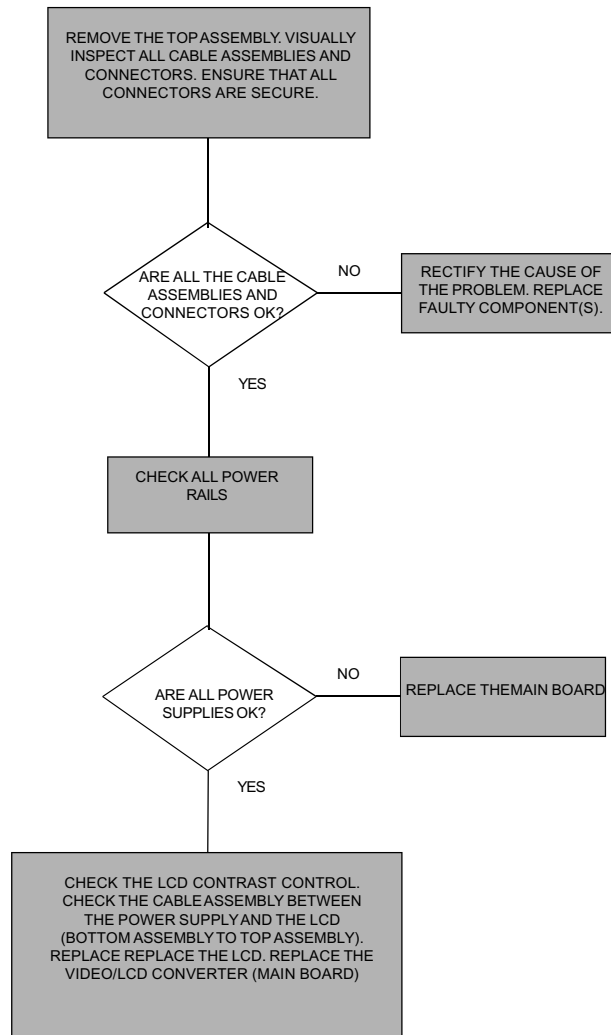 REMOVE THE TOP ASSEMBLY. VISUALLY
INSPECT ALL CABLE ASSEMBLIES AND
CONNECTORS. ENSURE THAT ALL
CONNECTORS ARE SECURE.
ARE ALL THE CABLE
ASSEMBLIES AND
CONNECTORS OK?
NO
RECTIFY THE CAUSE OF
THE PROBLEM. REPLACE
FAULTY COMPONENT(S).
YES
CHECK ALL POWER
RAILS
ARE ALL POWER
SUPPLIES OK?
NO
REPLACE THEMAIN BOARD
YES
CHECK THE LCD CONTRAST CONTROL.
CHECK THE CABLE ASSEMBLY BETWEEN
THE POWER SUPPLY AND THE LCD
(BOTTOM ASSEMBLY TO TOP ASSEMBLY).
REPLACE REPLACE THE LCD. REPLACE THE
VIDEO/LCD CONVERTER (MAIN BOARD)